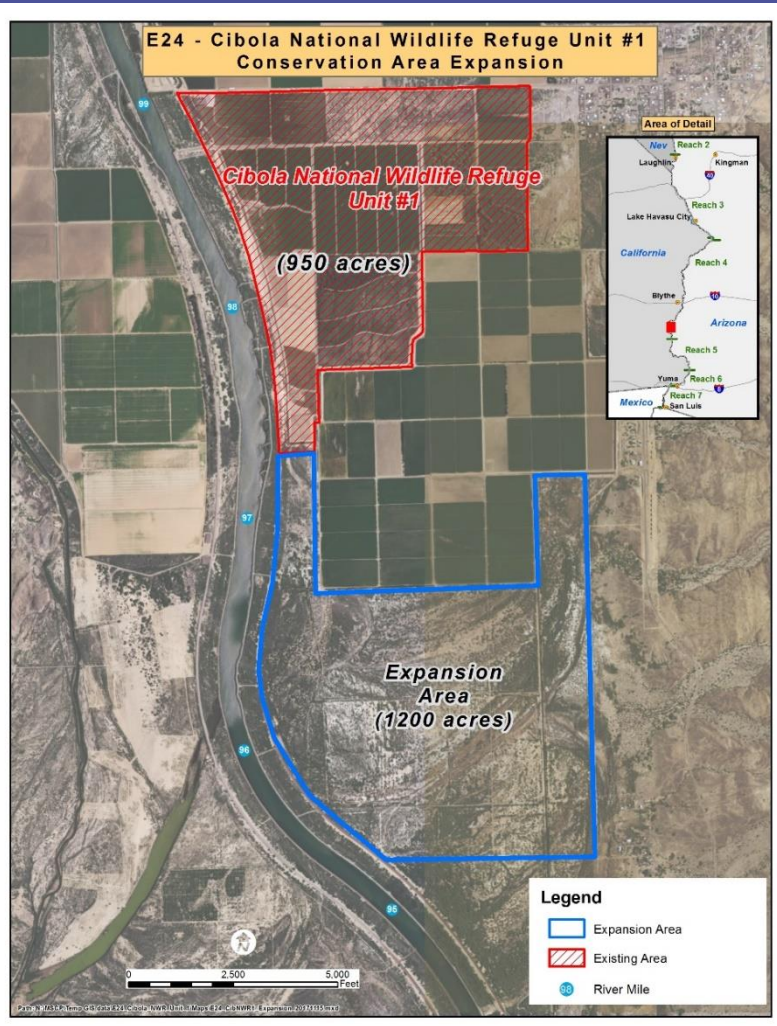 E24 - Cibola National Wildlife Refuge Unit #1
Conservation Area Expansion
99
Area of Detail
Nev
Reach 2
Laughlin
Kingman
40
Reach 3
Lake Havasu City
California
Reach 4
Blythe
10
Arizona
Reach 5
Yuma
Reach 6
8
Reach 7
Mexico
San Luis
Cibola National Wildlife Refuge
Unit #1
(950 acres)
98
97
Expansion
Area
(1200 acres)
96
95
N
0 2,500 5,000
Feet
Legend
Expansion Area
Existing Area
98 River Mile